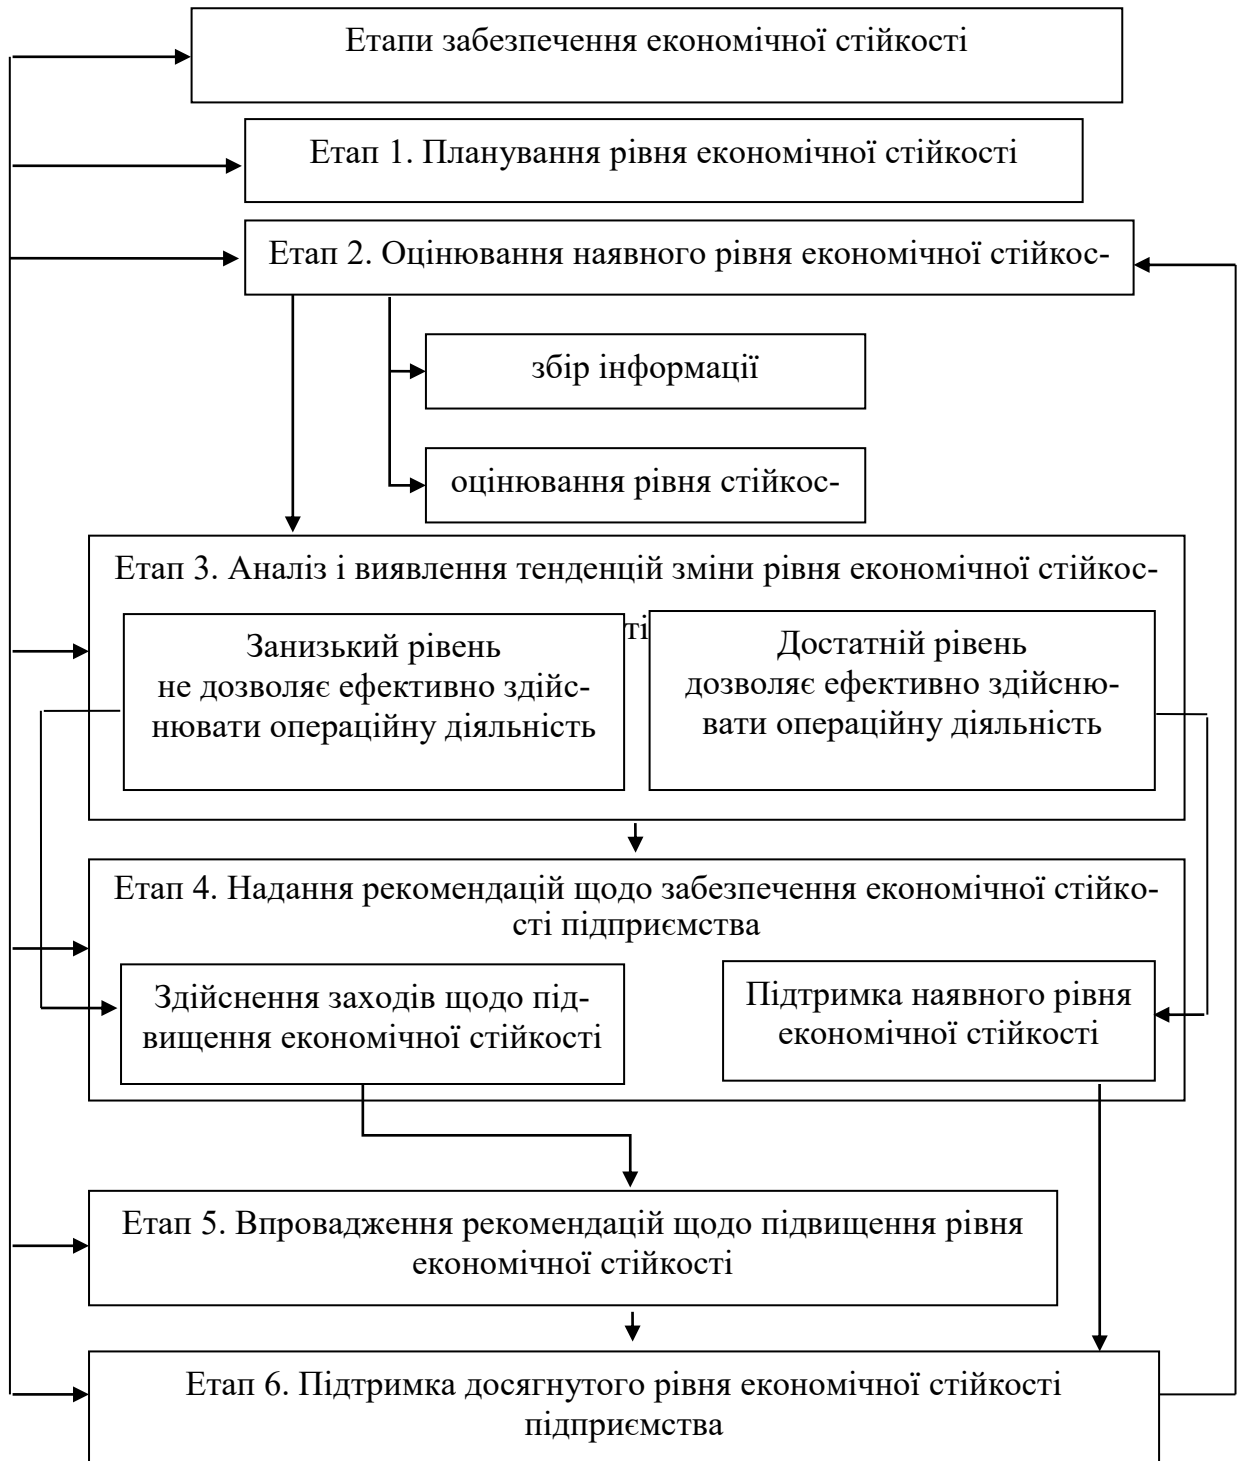 Етапи забезпечення економічної стійкості
Етап 1. Планування рівня економічної стійкості
Етап 2. Оцінювання наявного рівня економічної стійкос-
збір інформації
оцінювання рівня стійкос-
Етап 3. Аналіз і виявлення тенденцій зміни рівня економічної стійкос-
ті
Занизький рівень
не дозволяє ефективно здійс-
нювати операційну діяльність
Достатній рівень
дозволяє ефективно здійсню-
вати операційну діяльність
Етап 4. Надання рекомендацій щодо забезпечення економічної стійко-
сті підприємства
Здійснення заходів щодо під-
вищення економічної стійкості
Підтримка наявного рівня
економічної стійкості
Етап 5. Впровадження рекомендацій щодо підвищення рівня
економічної стійкості
Етап 6. Підтримка досягнутого рівня економічної стійкості
підприємства